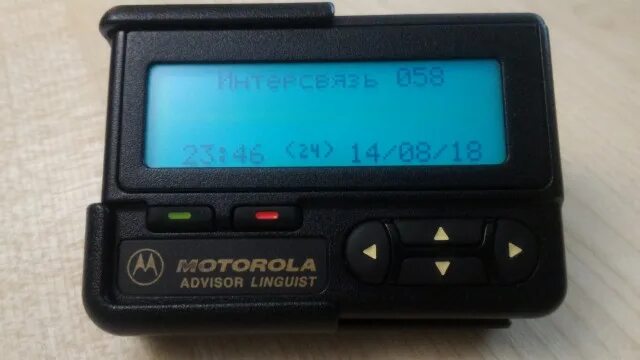 Интерсвязь 058
23:46 (24) 14/08/18
MOTOROLA
ADVISOR LINGUIST